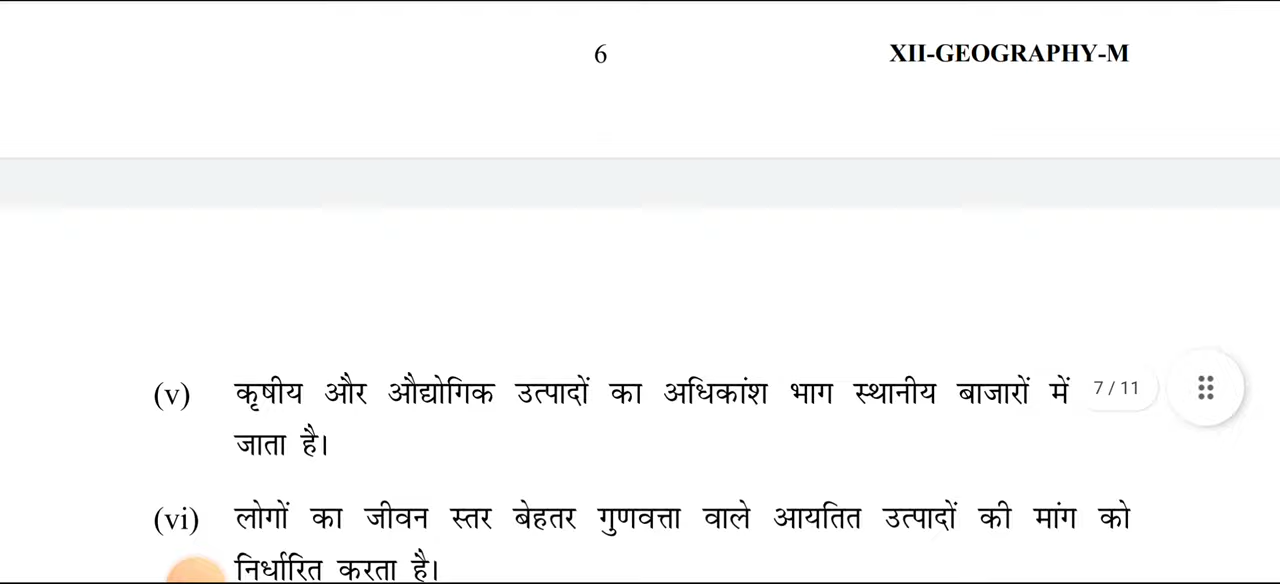 6 XII-GEOGRAPHY-M
(v) कृषीय और औद्योगिक उत्पादों का अधिकांश भाग स्थानीय बाजारों में 7 / 11
जाता है।
(vi) लोगों का जीवन स्तर बेहतर गुणवत्ता वाले आयतित उत्पादों की मांग को
निर्धारित करता है।